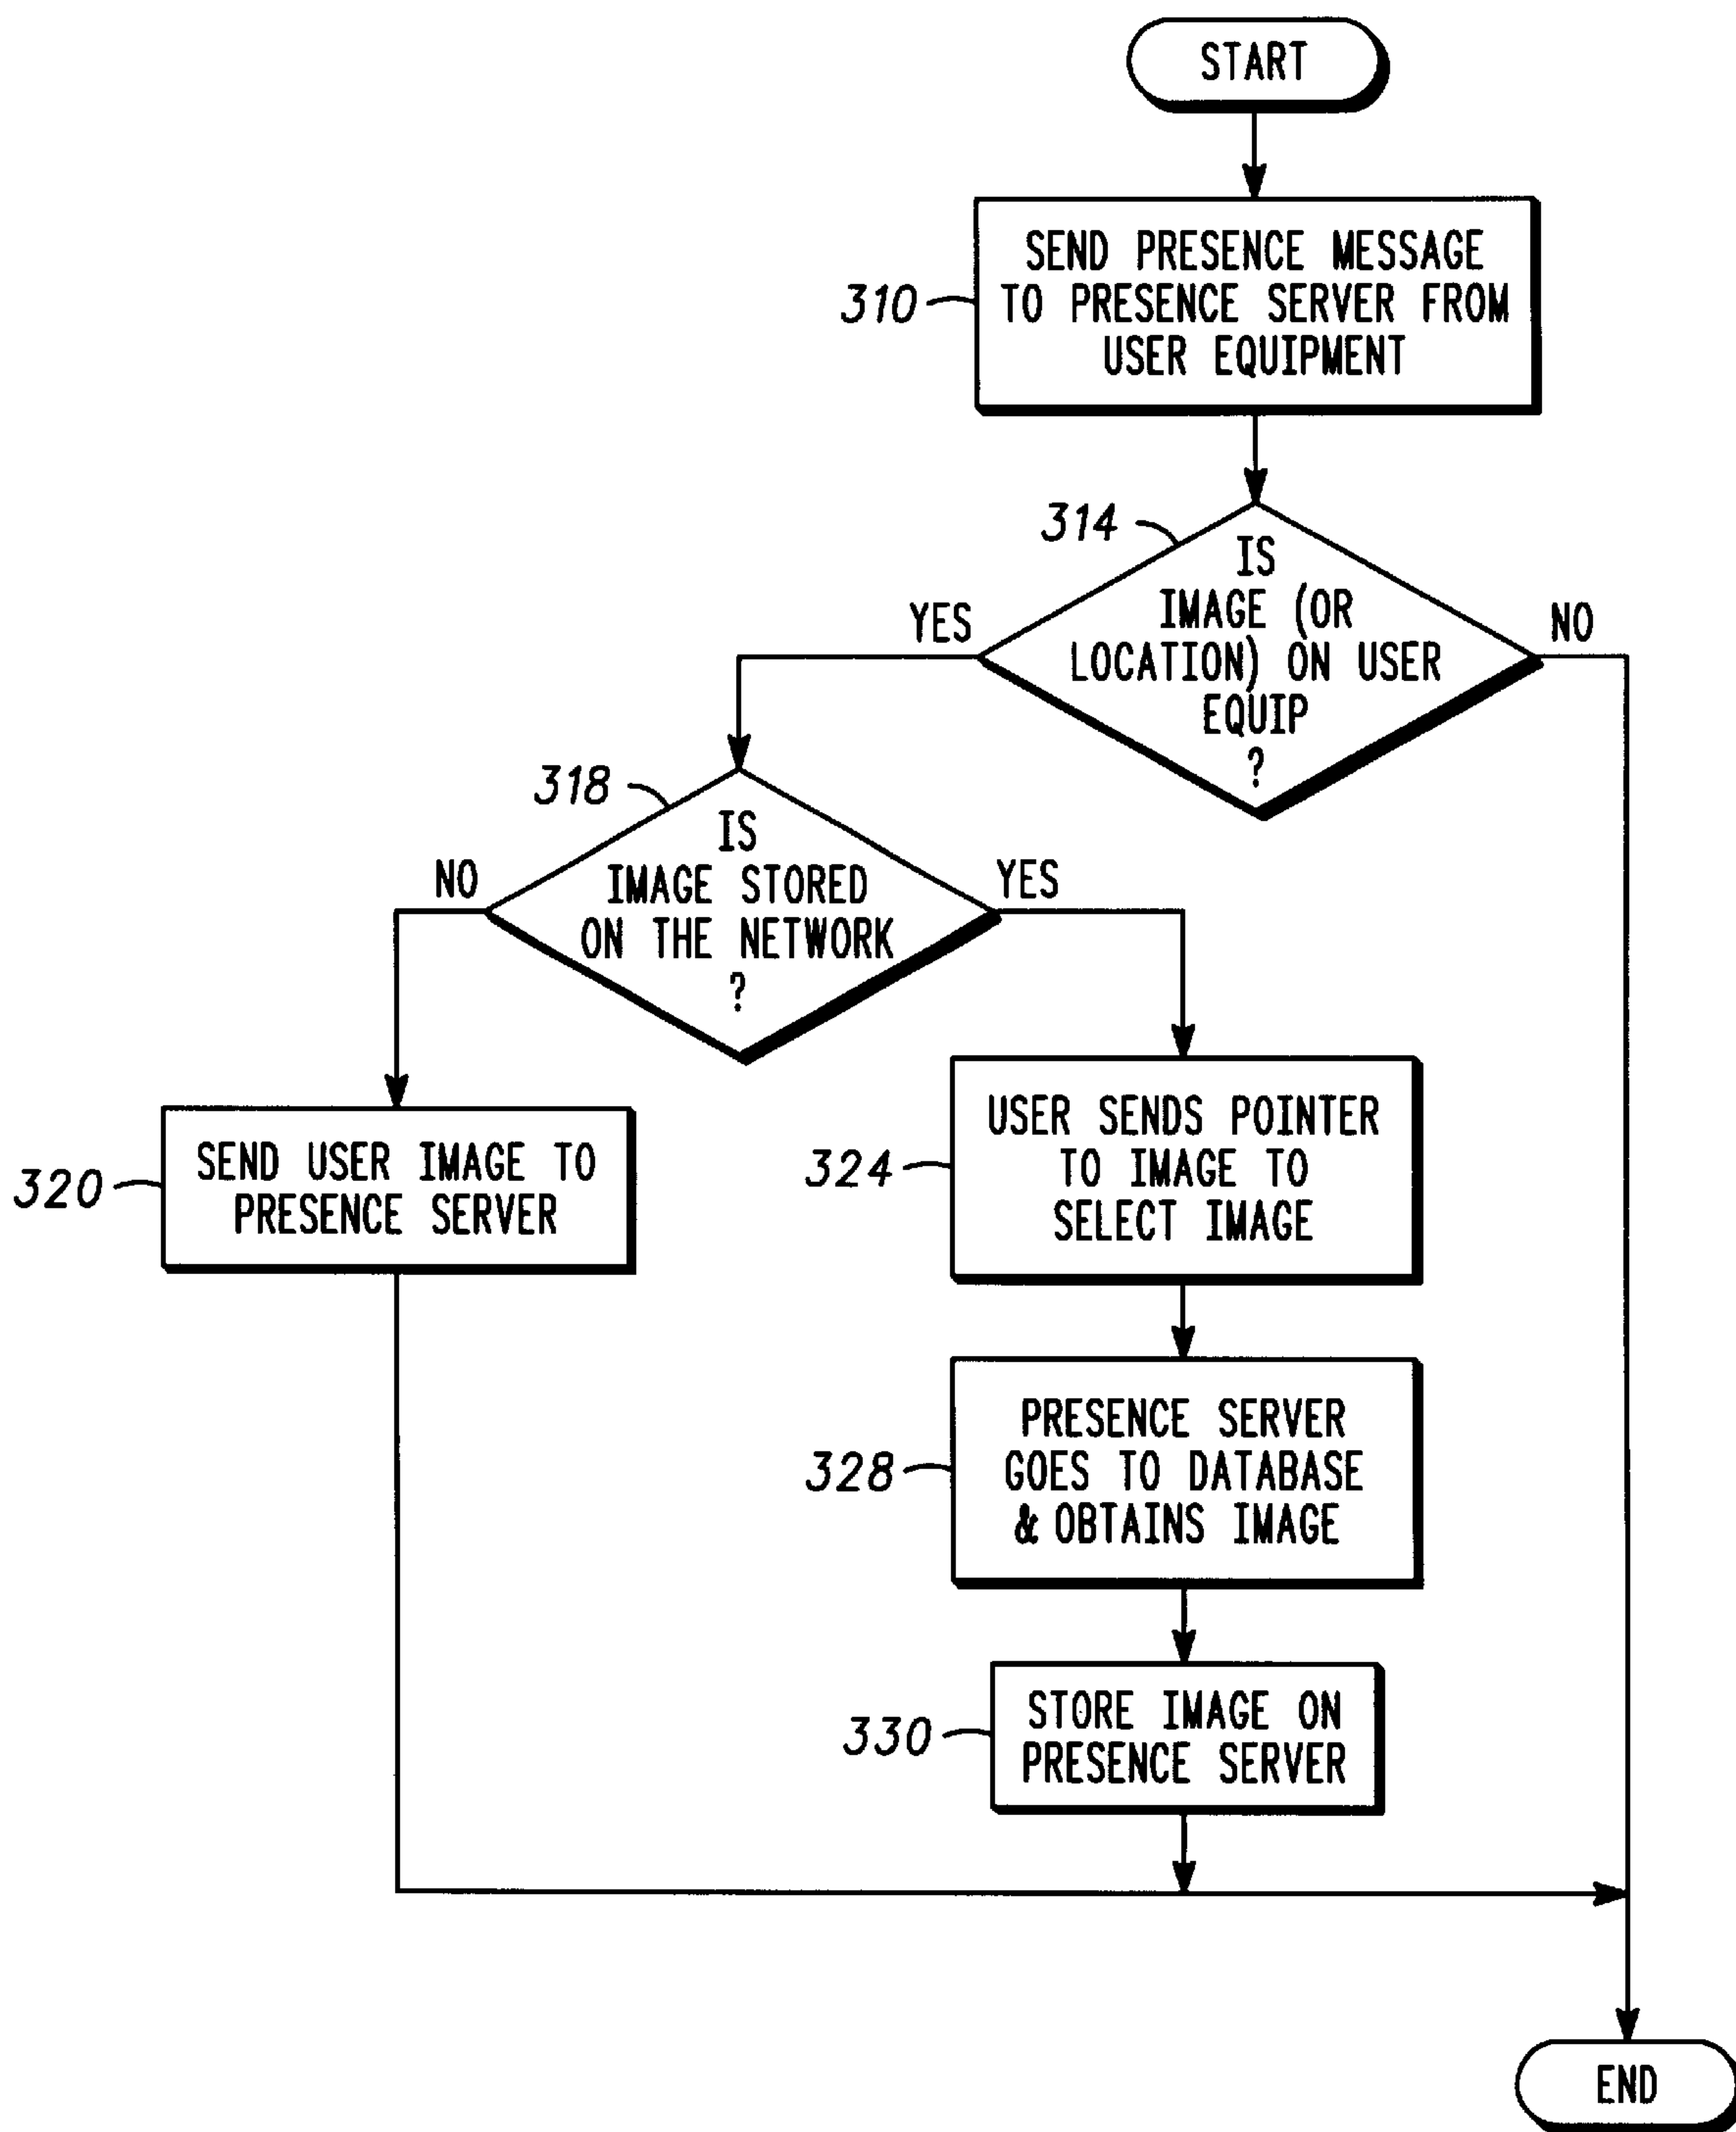 START
310
SEND PRESENCE MESSAGE
TO PRESENCE SERVER FROM
USER EQUIPMENT
314
IS
IMAGE (OR
LOCATION) ON USER
EQUIP
?
YES
NO
318
IS
IMAGE STORED
ON THE NETWORK
?
NO
YES
320
SEND USER IMAGE TO
PRESENCE SERVER
324
USER SENDS POINTER
TO IMAGE TO
SELECT IMAGE
328
PRESENCE SERVER
GOES TO DATABASE
& OBTAINS IMAGE
330
STORE IMAGE ON
PRESENCE SERVER
END